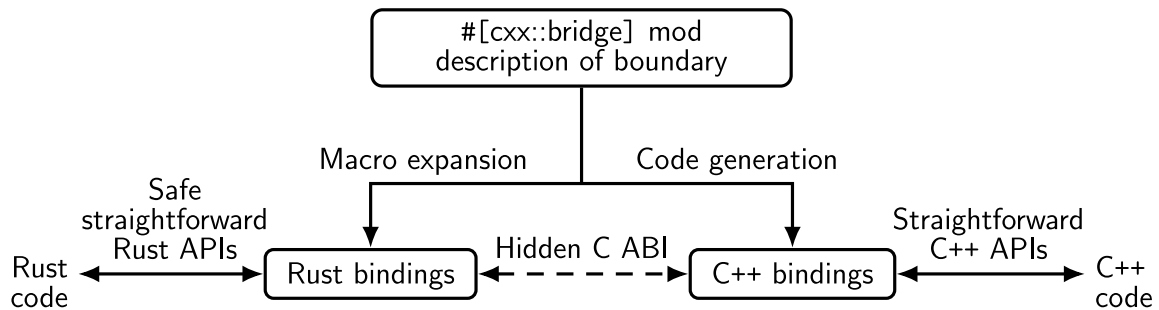 #[cxx::bridge] mod
description of boundary
Macro expansion
Code generation
Safe
straightforward
Rust APIs
Straightforward
C++ APIs
Hidden C ABI
Rust
code
Rust bindings
C++ bindings
C++
code